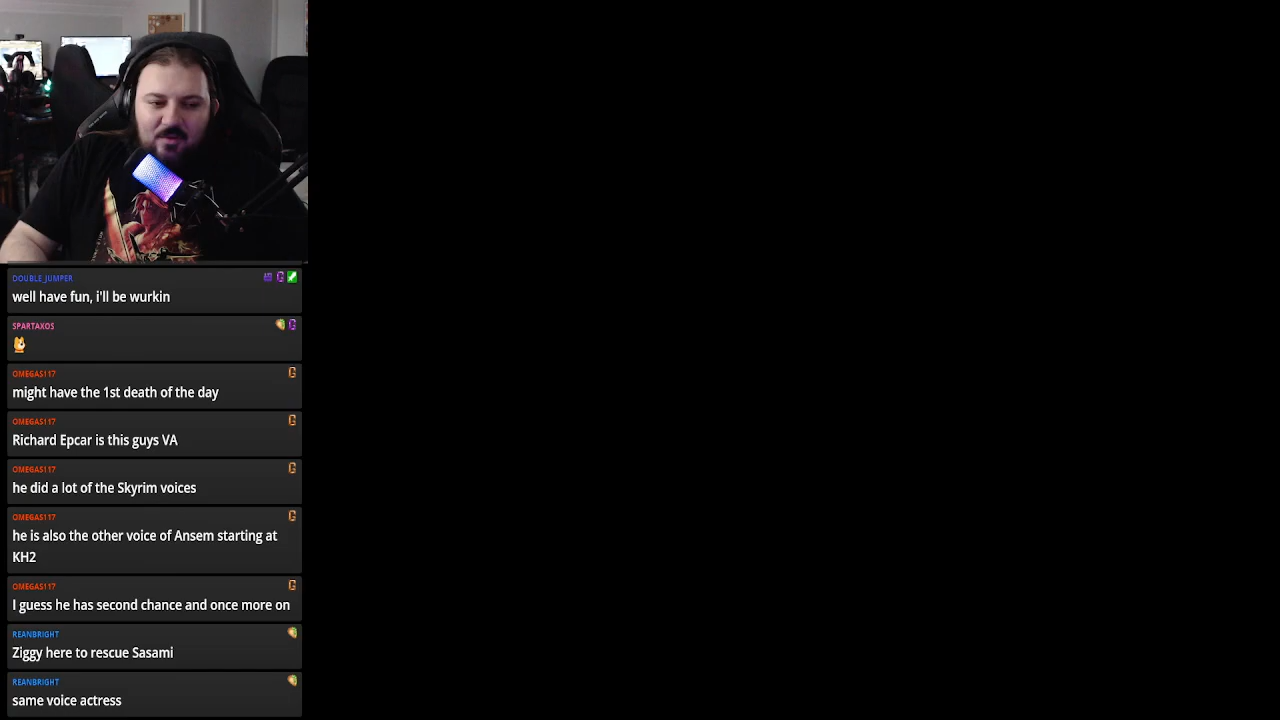 DOUBLE_JUMPER
well have fun, i'll be wurkin
SPARTAXOS
OMEGAS117
might have the 1st death of the day
OMEGAS117
Richard Epcar is this guys VA
OMEGAS117
he did a lot of the Skyrim voices
OMEGAS117
he is also the other voice of Ansem starting at
KH2
OMEGAS117
I guess he has second chance and once more on
REANBRIGHT
Ziggy here to rescue Sasami
REANBRIGHT
same voice actress